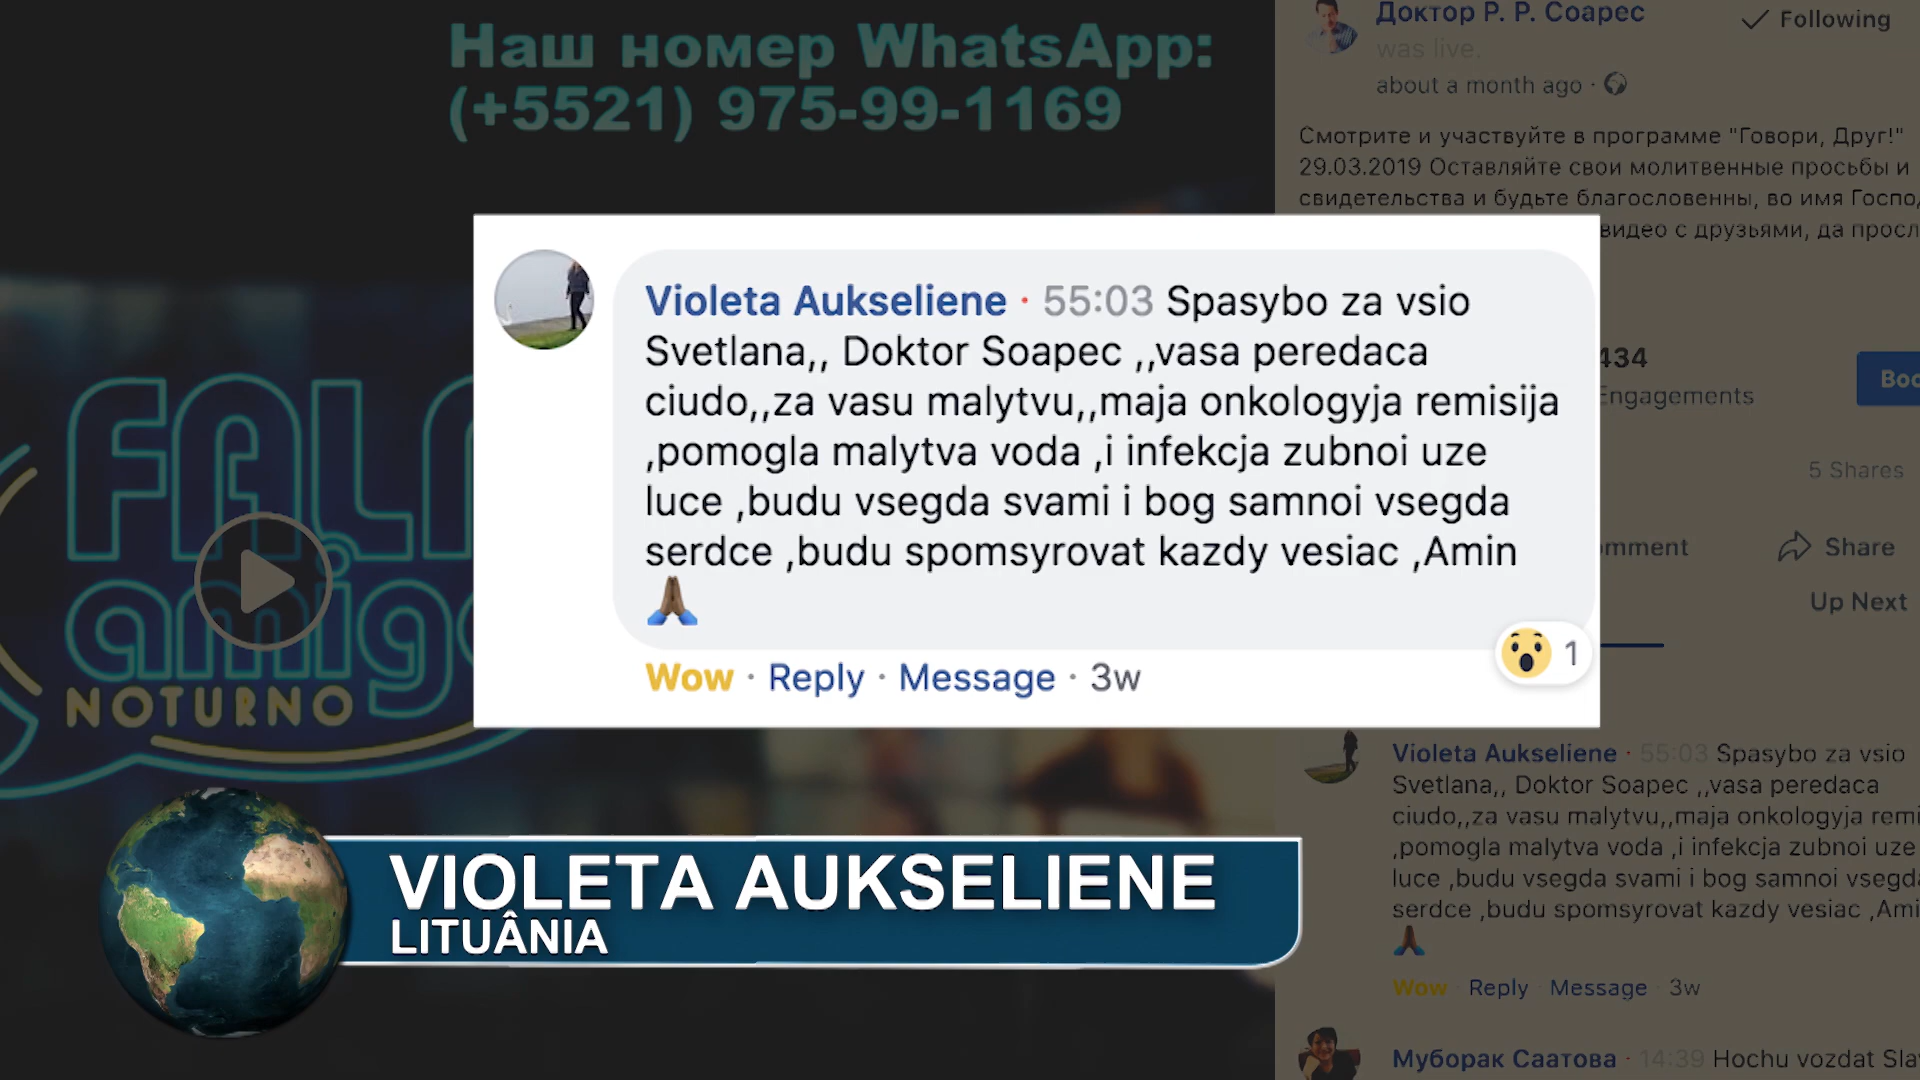 Наш номер WhatsApp:
(+5521) 975-99-1169
Доктор Р. Р. Соарес
Following
was live.
about a month ago ·
Смотрите и участвуйте в программе "Говори, Друг!"
29.03.2019 Оставляйте свои молитвенные просьбы и
свидетельства и будьте благословенны, во имя
видео с друзьями, да
Violeta Aukseliene · 55:03 Spasybo za vsio
Svetlana,, Doktor Soapec ,,vasa peredaca
ciudo,,za vasu malytvu,,maja onkologyja remisija
,pomogla malytva voda ,i infekcja zubnoi uze
luce ,budu vsegda svami i bog samnoi vsegda
serdce ,budu spomsyrovat kazdy vesiac ,Amin
🙏🏾
1
Wow · Reply · Message · 3w
434
Engagements
5 Shares
Share
Up Next
FALA
amigo
NOTURNO
Violeta Aukseliene · 55:03 Spasybo za vsio
Svetlana,, Doktor Soapec ,,vasa peredaca
ciudo,,za vasu malytvu,,maja onkologyja remi
,pomogla malytva voda ,i infekcja zubnoi uze
luce ,budu vsegda svami i bog samnoi vsegda
serdce ,budu spomsyrovat kazdy vesiac ,Ami
🙏🏾
Wow · Reply · Message · 3w
VIOLETA AUKSELIENE
LITUÂNIA
Муборак Саатова · 14:39 Hochu vozdat Sla